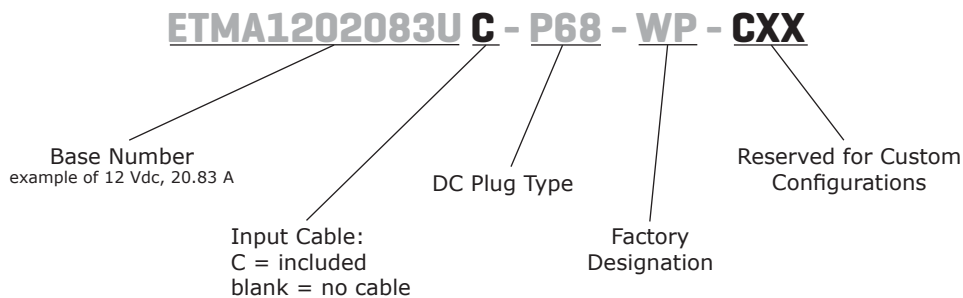 ETMA1202083U C - P68 - WP - CXX
Base Number
example of 12 Vdc, 20.83 A
Input Cable:
C = included
blank = no cable
DC Plug Type
Factory
Designation
Reserved for Custom
Configurations